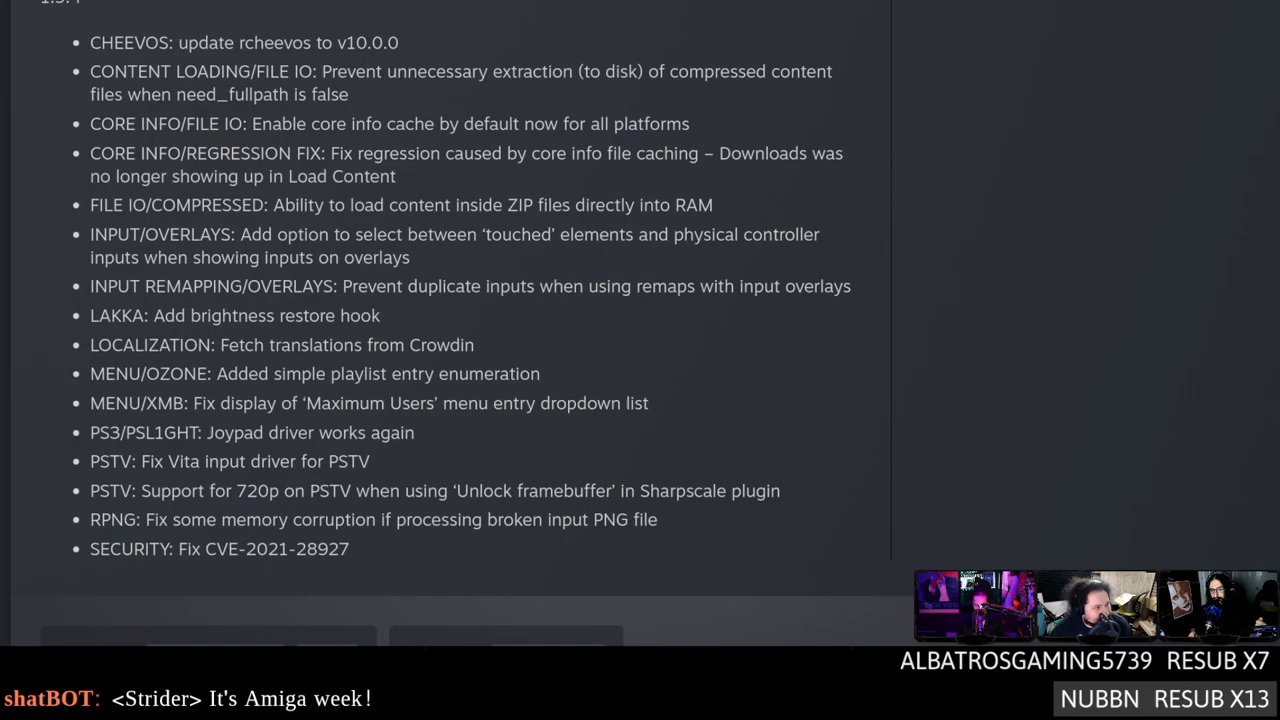 • CHEEVOS: update rcheevos to v10.0.0
• CONTENT LOADING/FILE IO: Prevent unnecessary extraction (to disk) of compressed content
files when need_fullpath is false
• CORE INFO/FILE IO: Enable core info cache by default now for all platforms
• CORE INFO/REGRESSION FIX: Fix regression caused by core info file caching – Downloads was
no longer showing up in Load Content
• FILE IO/COMPRESSED: Ability to load content inside ZIP files directly into RAM
• INPUT/OVERLAYS: Add option to select between ‘touched’ elements and physical controller
inputs when showing inputs on overlays
• INPUT REMAPPING/OVERLAYS: Prevent duplicate inputs when using remaps with input overlays
• LAKKA: Add brightness restore hook
• LOCALIZATION: Fetch translations from Crowdin
• MENU/OZONE: Added simple playlist entry enumeration
• MENU/XMB: Fix display of ‘Maximum Users’ menu entry dropdown list
• PS3/PSL1GHT: Joypad driver works again
• PSTV: Fix Vita input driver for PSTV
• PSTV: Support for 720p on PSTV when using ‘Unlock framebuffer’ in Sharpscale plugin
• RPNG: Fix some memory corruption if processing broken input PNG file
• SECURITY: Fix CVE-2021-28927
ALBATROSGAMING5739 RESUB X7
shatBOT: <Strider> It's Amiga week!
NUBBN RESUB X13